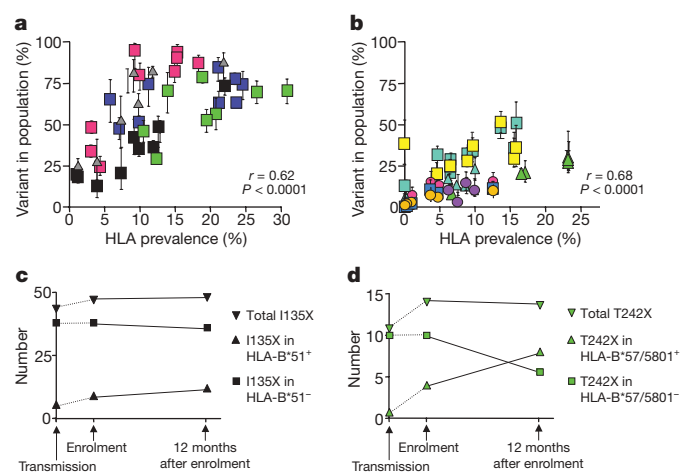 a
Variant in population (%)
100
75
50
25
0
0 5 10 15 20 25 30
HLA prevalence (%)
r = 0.62
P < 0.0001
b
Variant in population (%)
100
75
50
25
0
0 5 10 15 20 25
HLA prevalence (%)
r = 0.68
P < 0.0001
c
Number
50
25
0
Total I135X
I135X in
HLA-B*51+
I135X in
HLA-B*51−
Transmission
Enrolment
12 months
after enrolment
d
Number
15
10
5
0
Total T242X
T242X in
HLA-B*57/5801+
T242X in
HLA-B*57/5801−
Transmission
Enrolment
12 months
after enrolment